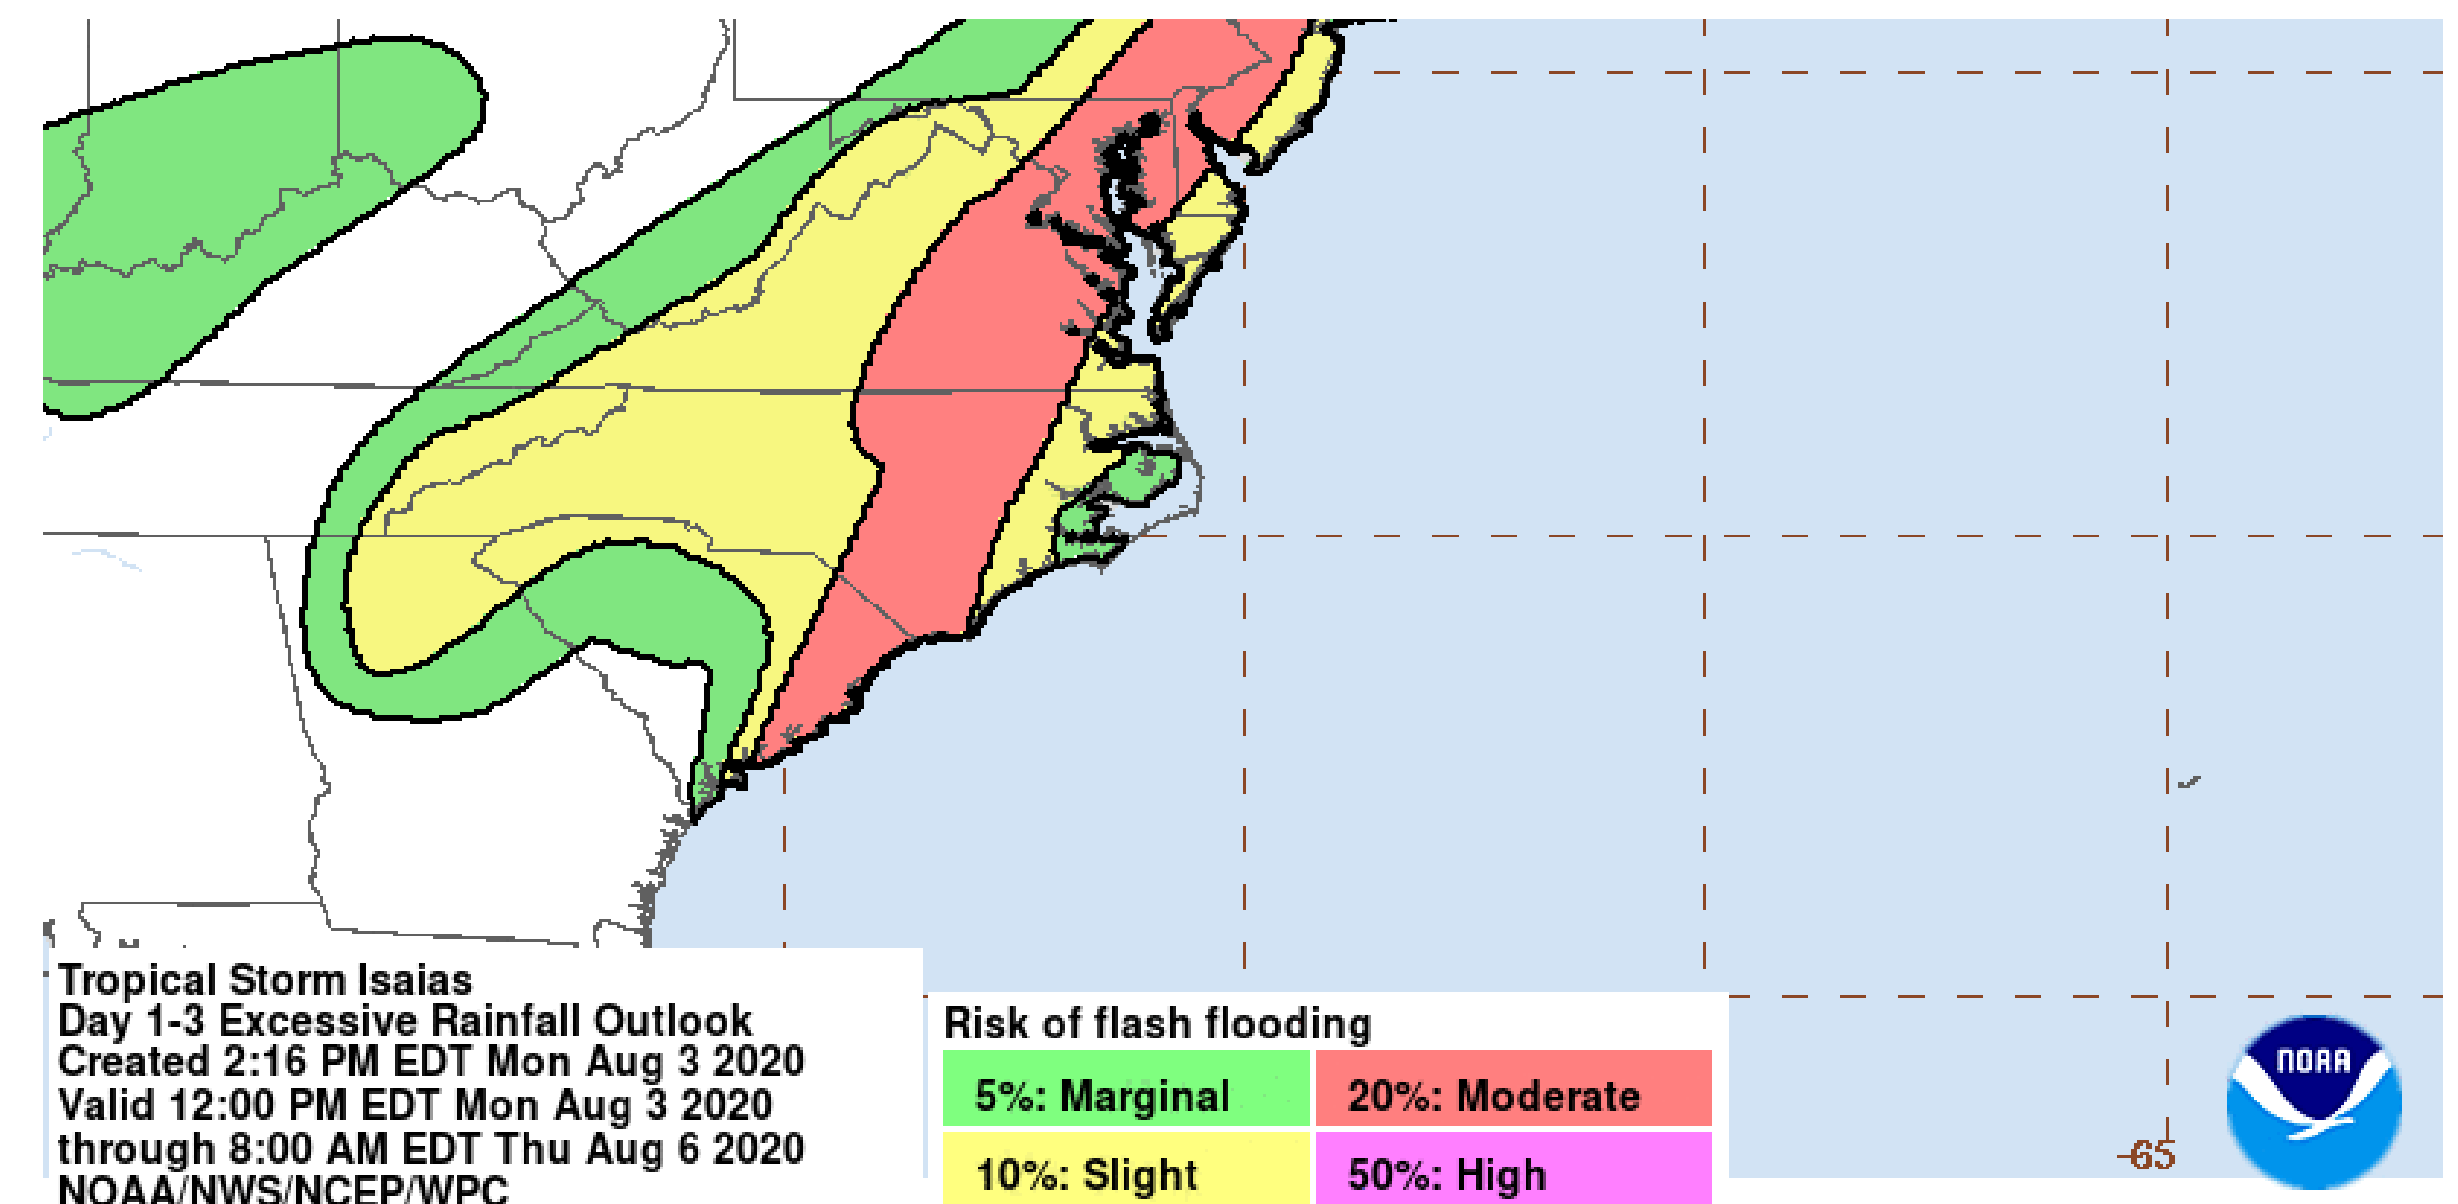 Tropical Storm Isaias
Day 1-3 Excessive Rainfall Outlook
Created 2:16 PM EDT Mon Aug 3 2020
Valid 12:00 PM EDT Mon Aug 3 2020
through 8:00 AM EDT Thu Aug 6 2020
NOAA/NWS/NCEP/WPC
Risk of flash flooding
5%: Marginal
20%: Moderate
10%: Slight
50%: High
-65
NOAA